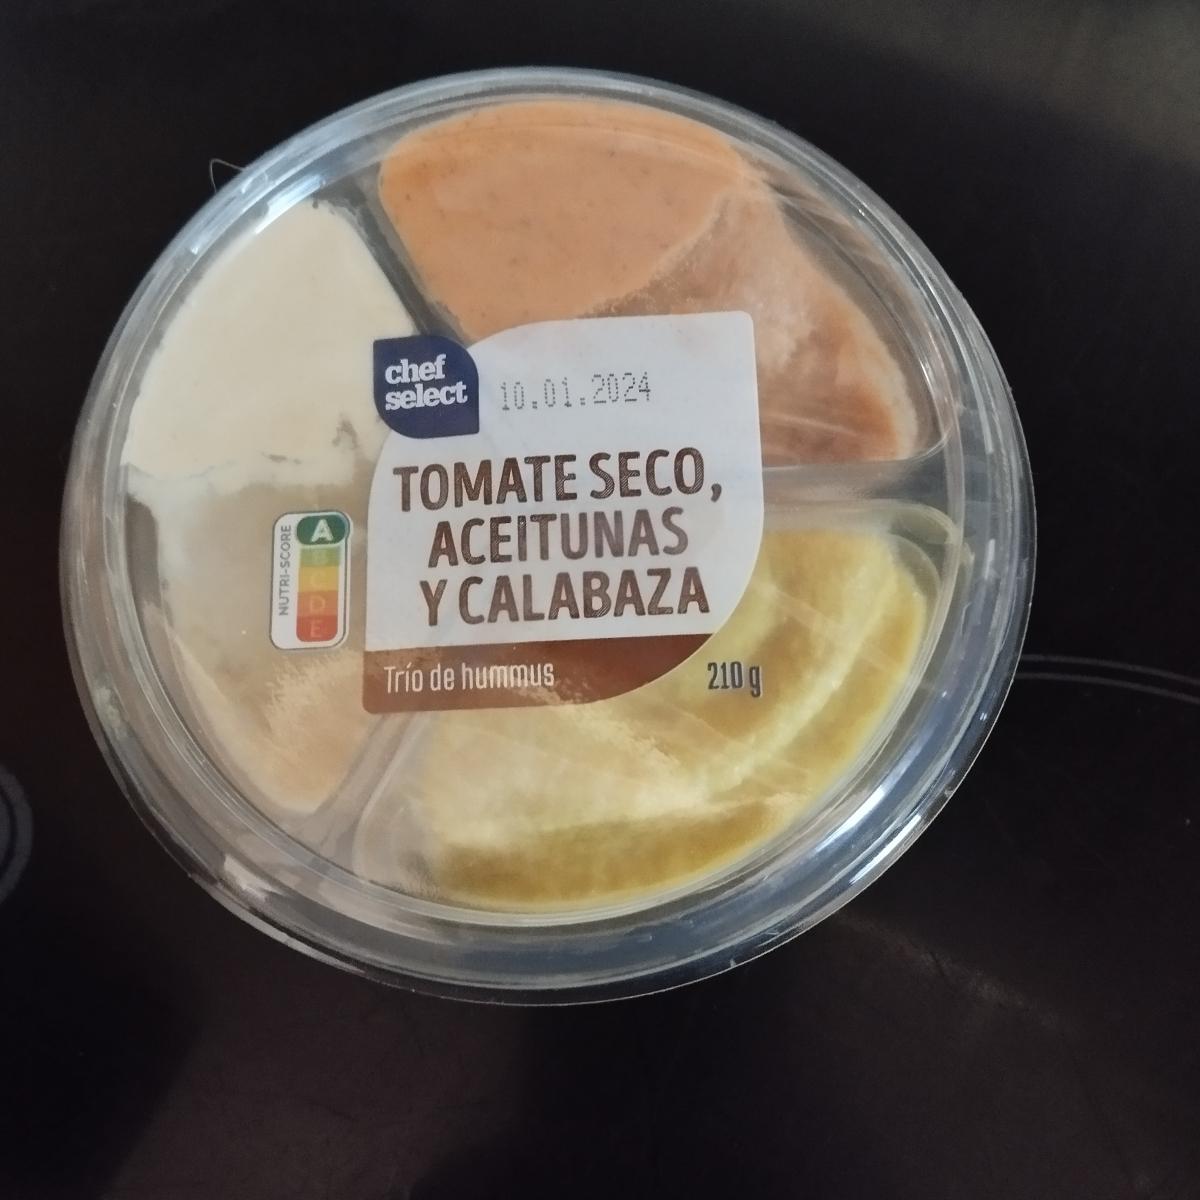 chef
select
10.01.2024
TOMATE SECO,
ACEITUNAS
Y CALABAZA
NUTRI-SCORE
A
B
C
D
E
Trío de hummus
210 g